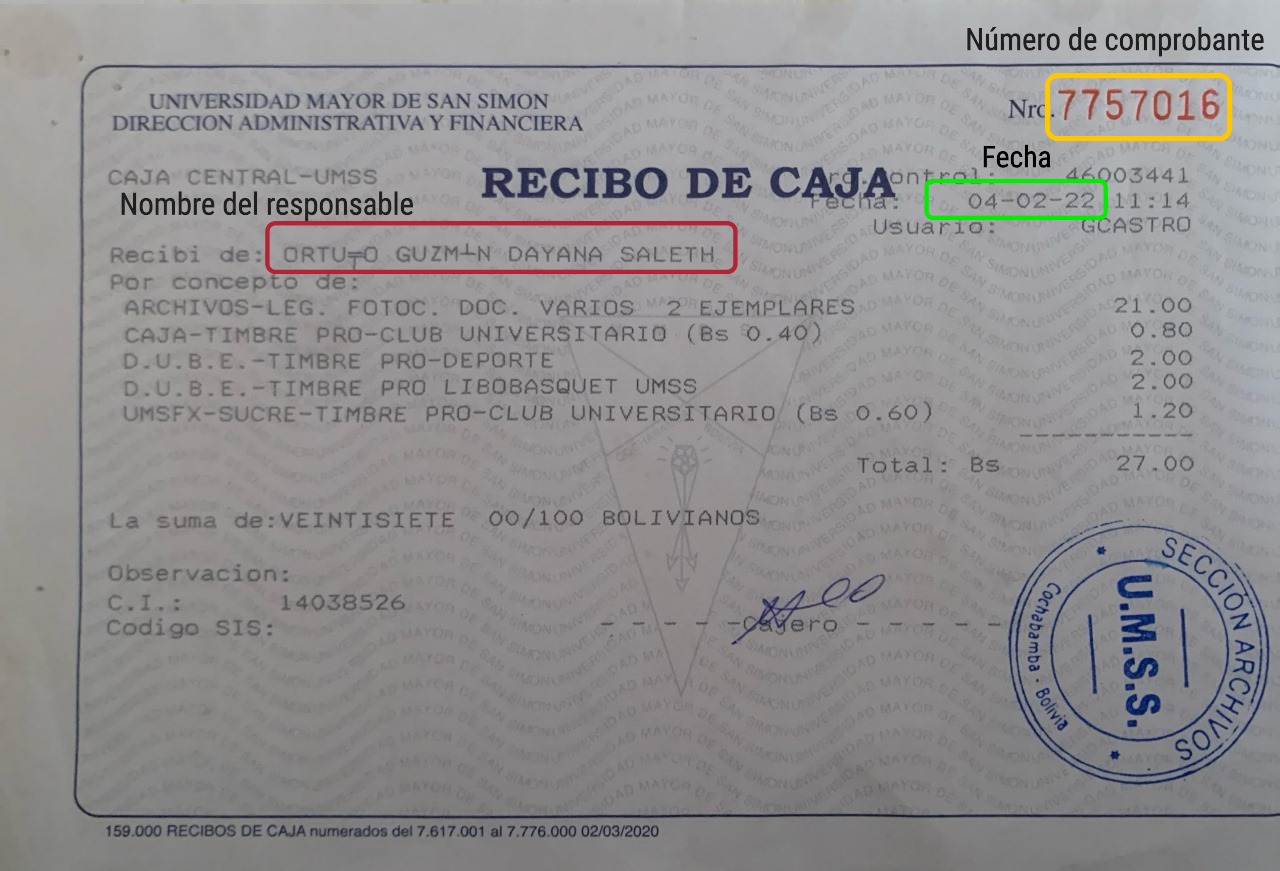 Número de comprobante
UNIVERSIDAD MAYOR DE SAN SIMON
DIRECCION ADMINISTRATIVA Y FINANCIERA
Nro. 7757016
Fecha
CAJA CENTRAL-UMSS
RECIBO DE CAJA
Control: 46003441
Nombre del responsable
Fecha: 04-02-22 11:14
Usuario: GCASTRO
Recibi de: ORTU╤O GUZM┴N DAYANA SALETH
Por concepto de:
ARCHIVOS-LEG. FOTOC. DOC. VARIOS 2 EJEMPLARES 21.00
CAJA-TIMBRE PRO-CLUB UNIVERSITARIO (Bs 0.40) 0.80
D.U.B.E.-TIMBRE PRO-DEPORTE 2.00
D.U.B.E.-TIMBRE PRO LIBOBASQUET UMSS 2.00
UMSFX-SUCRE-TIMBRE PRO-CLUB UNIVERSITARIO (Bs 0.60) 1.20
Total: Bs 27.00
La suma de:VEINTISIETE 00/100 BOLIVIANOS
Observacion:
C.I.: 14038526
Codigo SIS:
Cajero
SECCIÓN ARCHIVOS
U.M.S.S.
Cochabamba - Bolivia
159.000 RECIBOS DE CAJA numerados del 7.617.001 al 7.776.000 02/03/2020